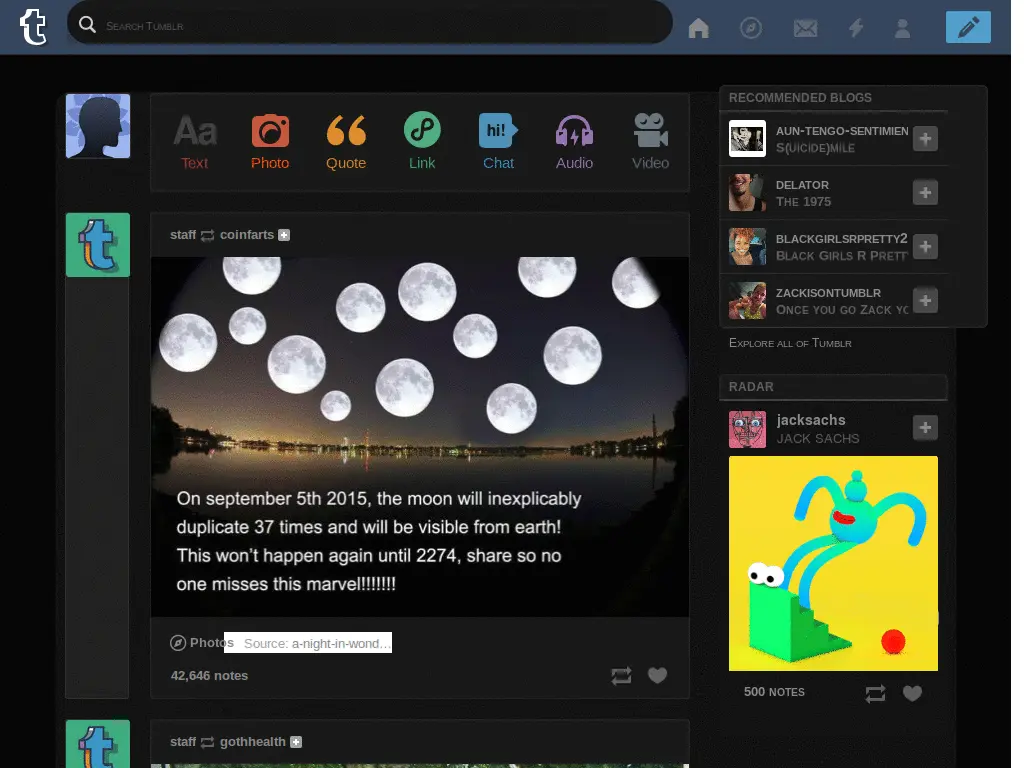 Search Tumblr
Aa
hi!
Text
Photo
Quote
Link
Chat
Audio
Video
staff coinfarts
On september 5th 2015, the moon will inexplicably
duplicate 37 times and will be visible from earth!
This won't happen again until 2274, share so no
one misses this marvel!!!!!!!
Photos Source: a-night-in-wond...
42,646 notes
staff gothhealth
RECOMMENDED BLOGS
AUN-TENGO-SENTIMIEN
S(UICIDE)MILE
DELATOR
The 1975
BLACKGIRLSRPRETTY2
Black Girls R Prett
ZACKISONTUMBLR
Once you go Zack yo
Explore all of Tumblr
RADAR
jacksachs
JACK SACHS
500 NOTES